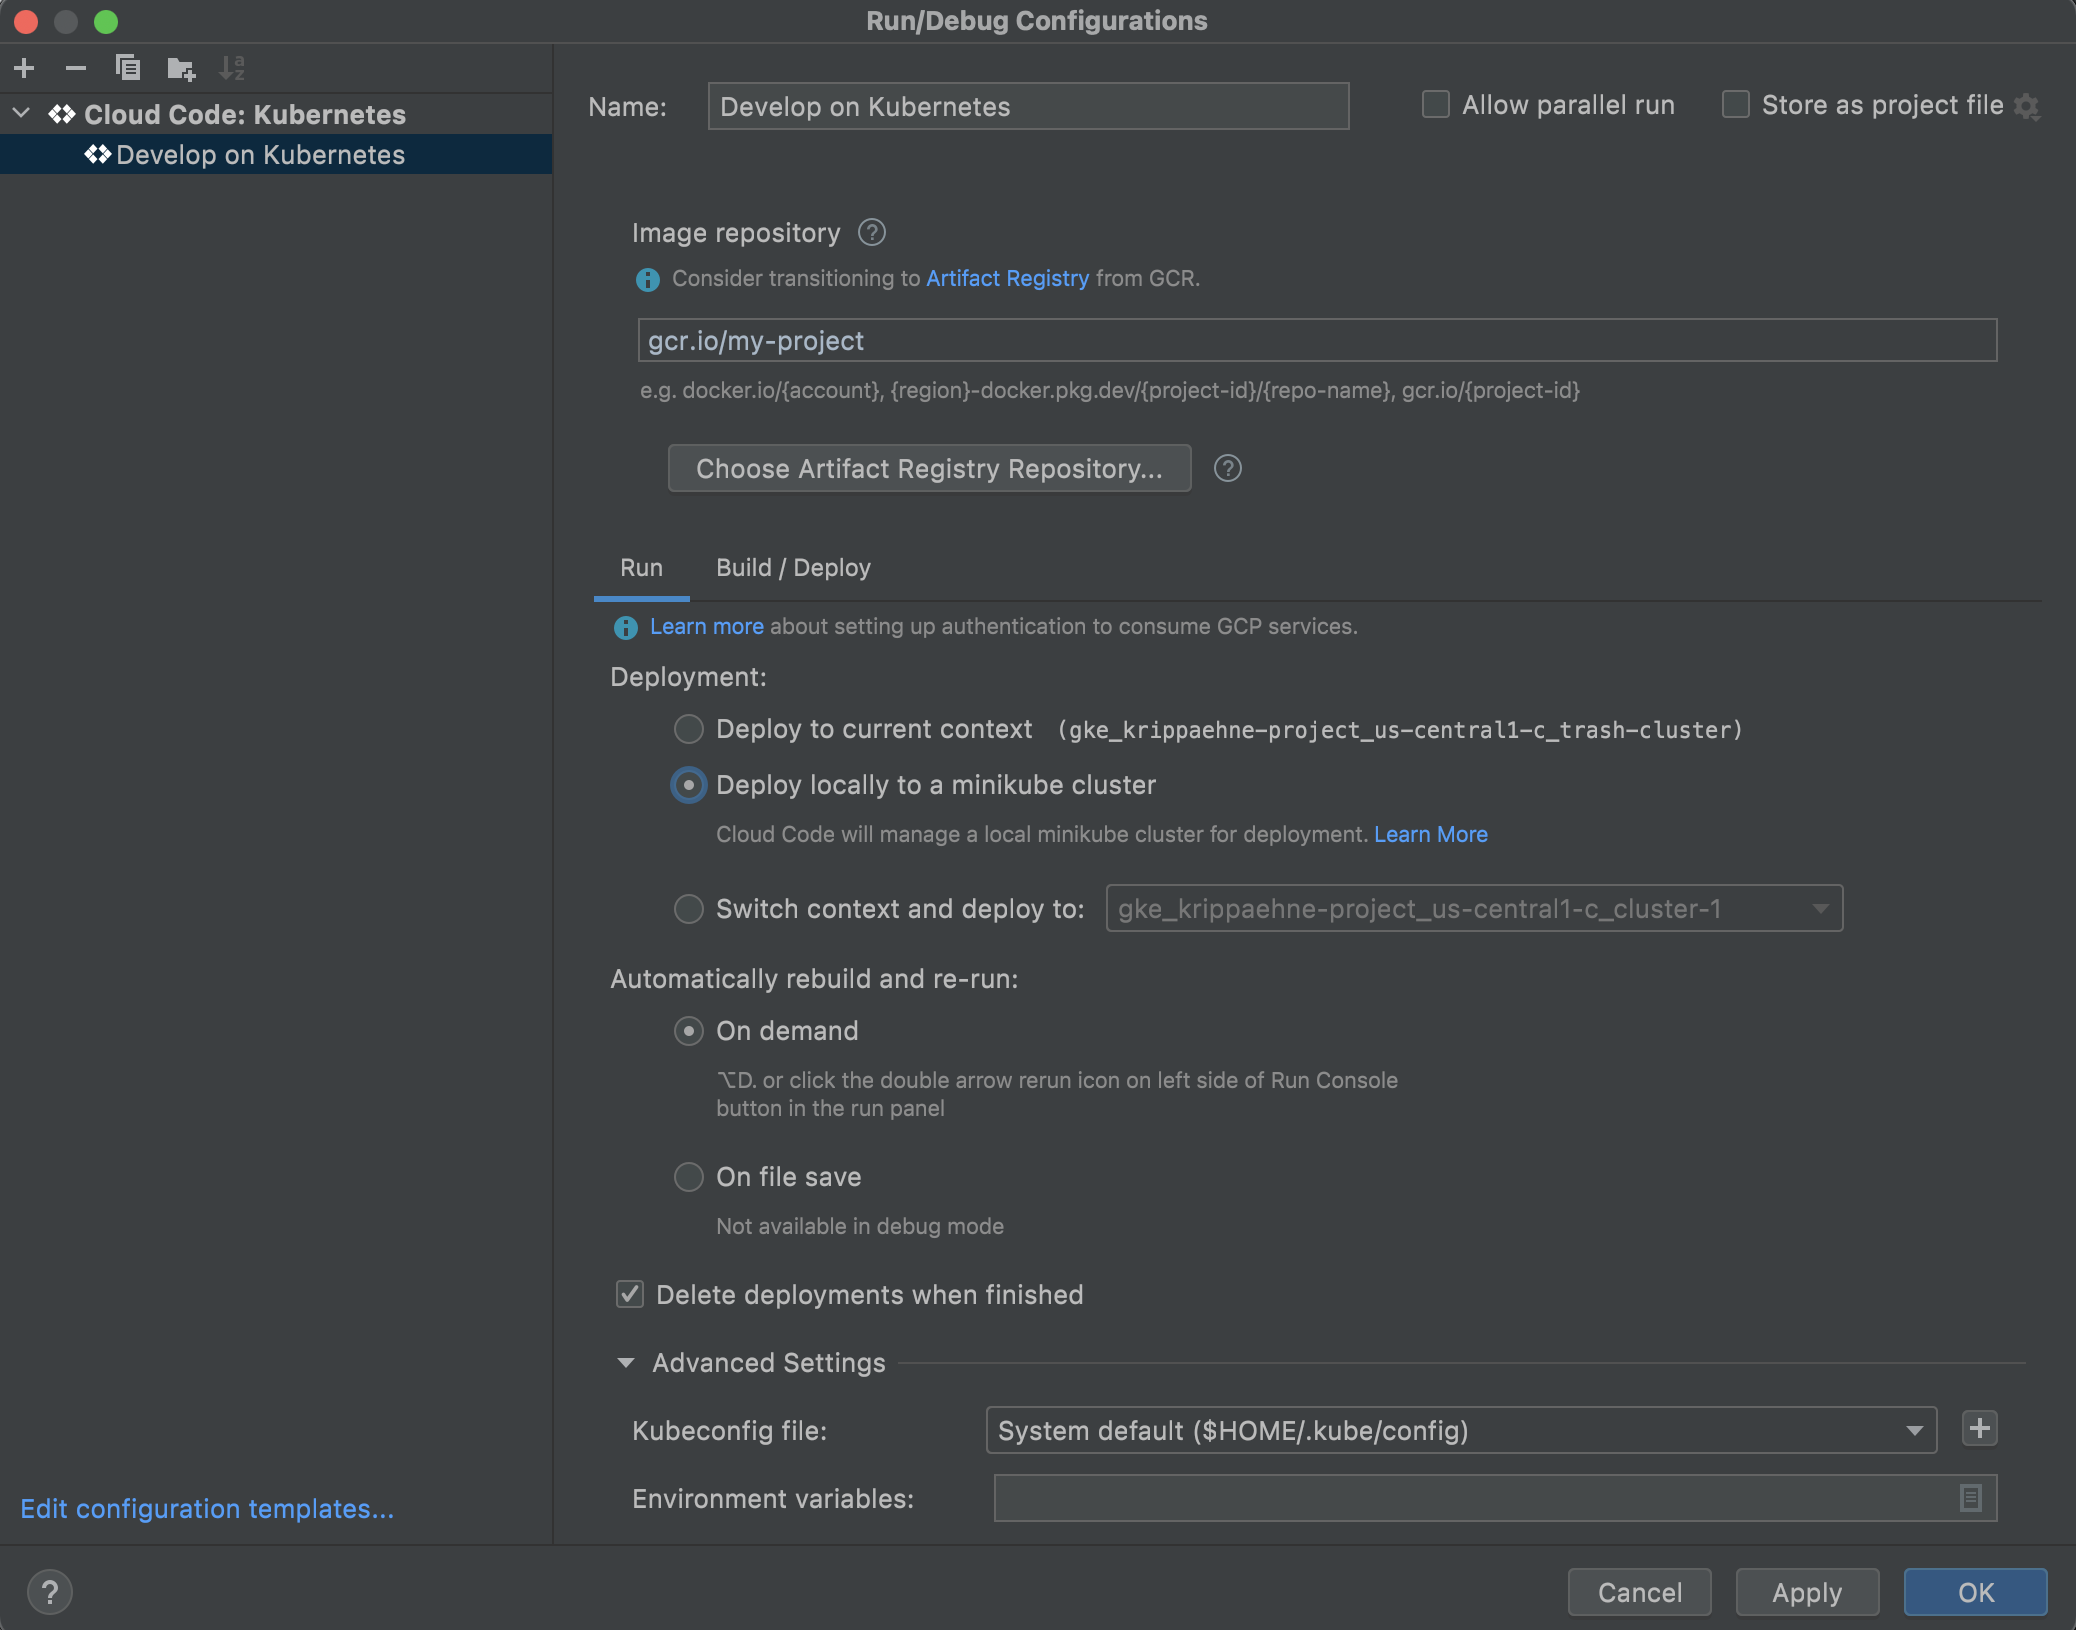 Run/Debug Configurations
Cloud Code: Kubernetes
Develop on Kubernetes
Edit configuration templates...
Name: Develop on Kubernetes Allow parallel run Store as project file
Image repository ?
Consider transitioning to Artifact Registry from GCR.
gcr.io/my-project
e.g. docker.io/{account}, {region}-docker.pkg.dev/{project-id}/{repo-name}, gcr.io/{project-id}
Choose Artifact Registry Repository... ?
Run Build / Deploy
Learn more about setting up authentication to consume GCP services.
Deployment:
Deploy to current context (gke_krippaehne-project_us-central1-c_trash-cluster)
Deploy locally to a minikube cluster
Cloud Code will manage a local minikube cluster for deployment. Learn More
Switch context and deploy to: gke_krippaehne-project_us-central1-c_cluster-1
Automatically rebuild and re-run:
On demand
⌥D. or click the double arrow rerun icon on left side of Run Console
button in the run panel
On file save
Not available in debug mode
Delete deployments when finished
Advanced Settings
Kubeconfig file: System default ($HOME/.kube/config)
Environment variables:
? Cancel Apply OK